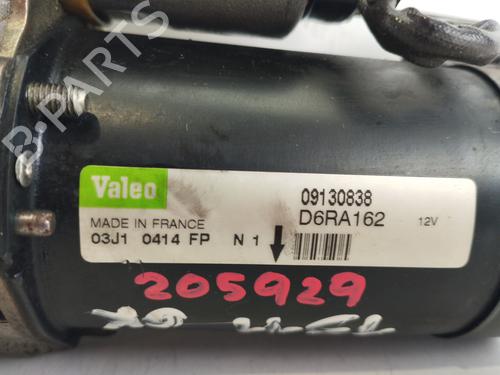 B-PARTS
Valeo
09130838
MADE IN FRANCE
D6RA162 12V
03J1 0414 FP N 1
205929